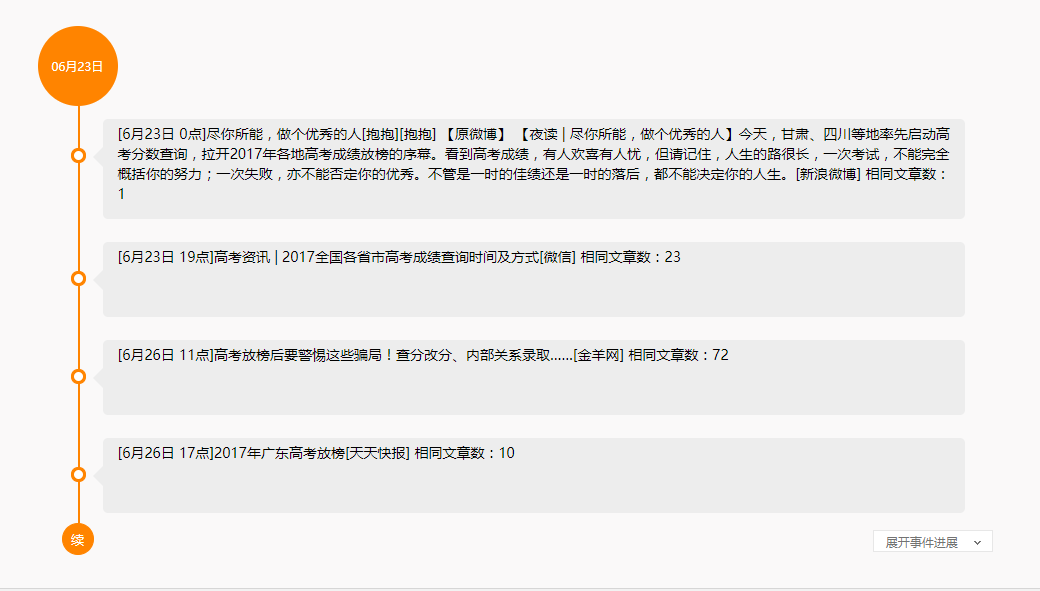 06月23日
[6月23日 0点]尽你所能，做个优秀的人[抱抱][抱抱] 【原微博】 【夜读 | 尽你所能，做个优秀的人】今天，甘肃、四川等地率先启动高
考分数查询，拉开2017年各地高考成绩放榜的序幕。看到高考成绩，有人欢喜有人忧，但请记住，人生的路很长，一次考试，不能完全
概括你的努力；一次失败，亦不能否定你的优秀。不管是一时的佳绩还是一时的落后，都不能决定你的人生。[新浪微博] 相同文章数：
1
[6月23日 19点]高考资讯 | 2017全国各省市高考成绩查询时间及方式[微信] 相同文章数：23
[6月26日 11点]高考放榜后要警惕这些骗局！查分改分、内部关系录取……[金羊网] 相同文章数：72
[6月26日 17点]2017年广东高考放榜[天天快报] 相同文章数：10
续
展开事件进展